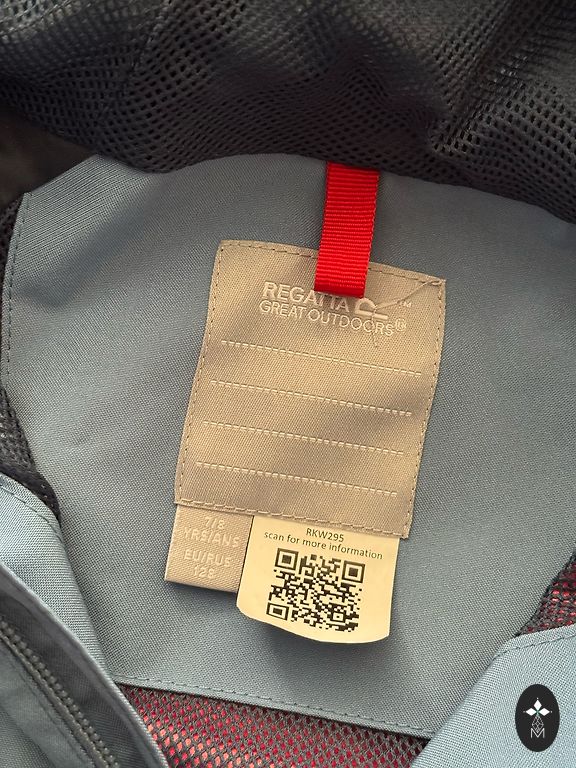 REGATTA
GREAT OUTDOORS
7/8
YRS/ANS
EU/RUS
128
RKW295
scan for more information